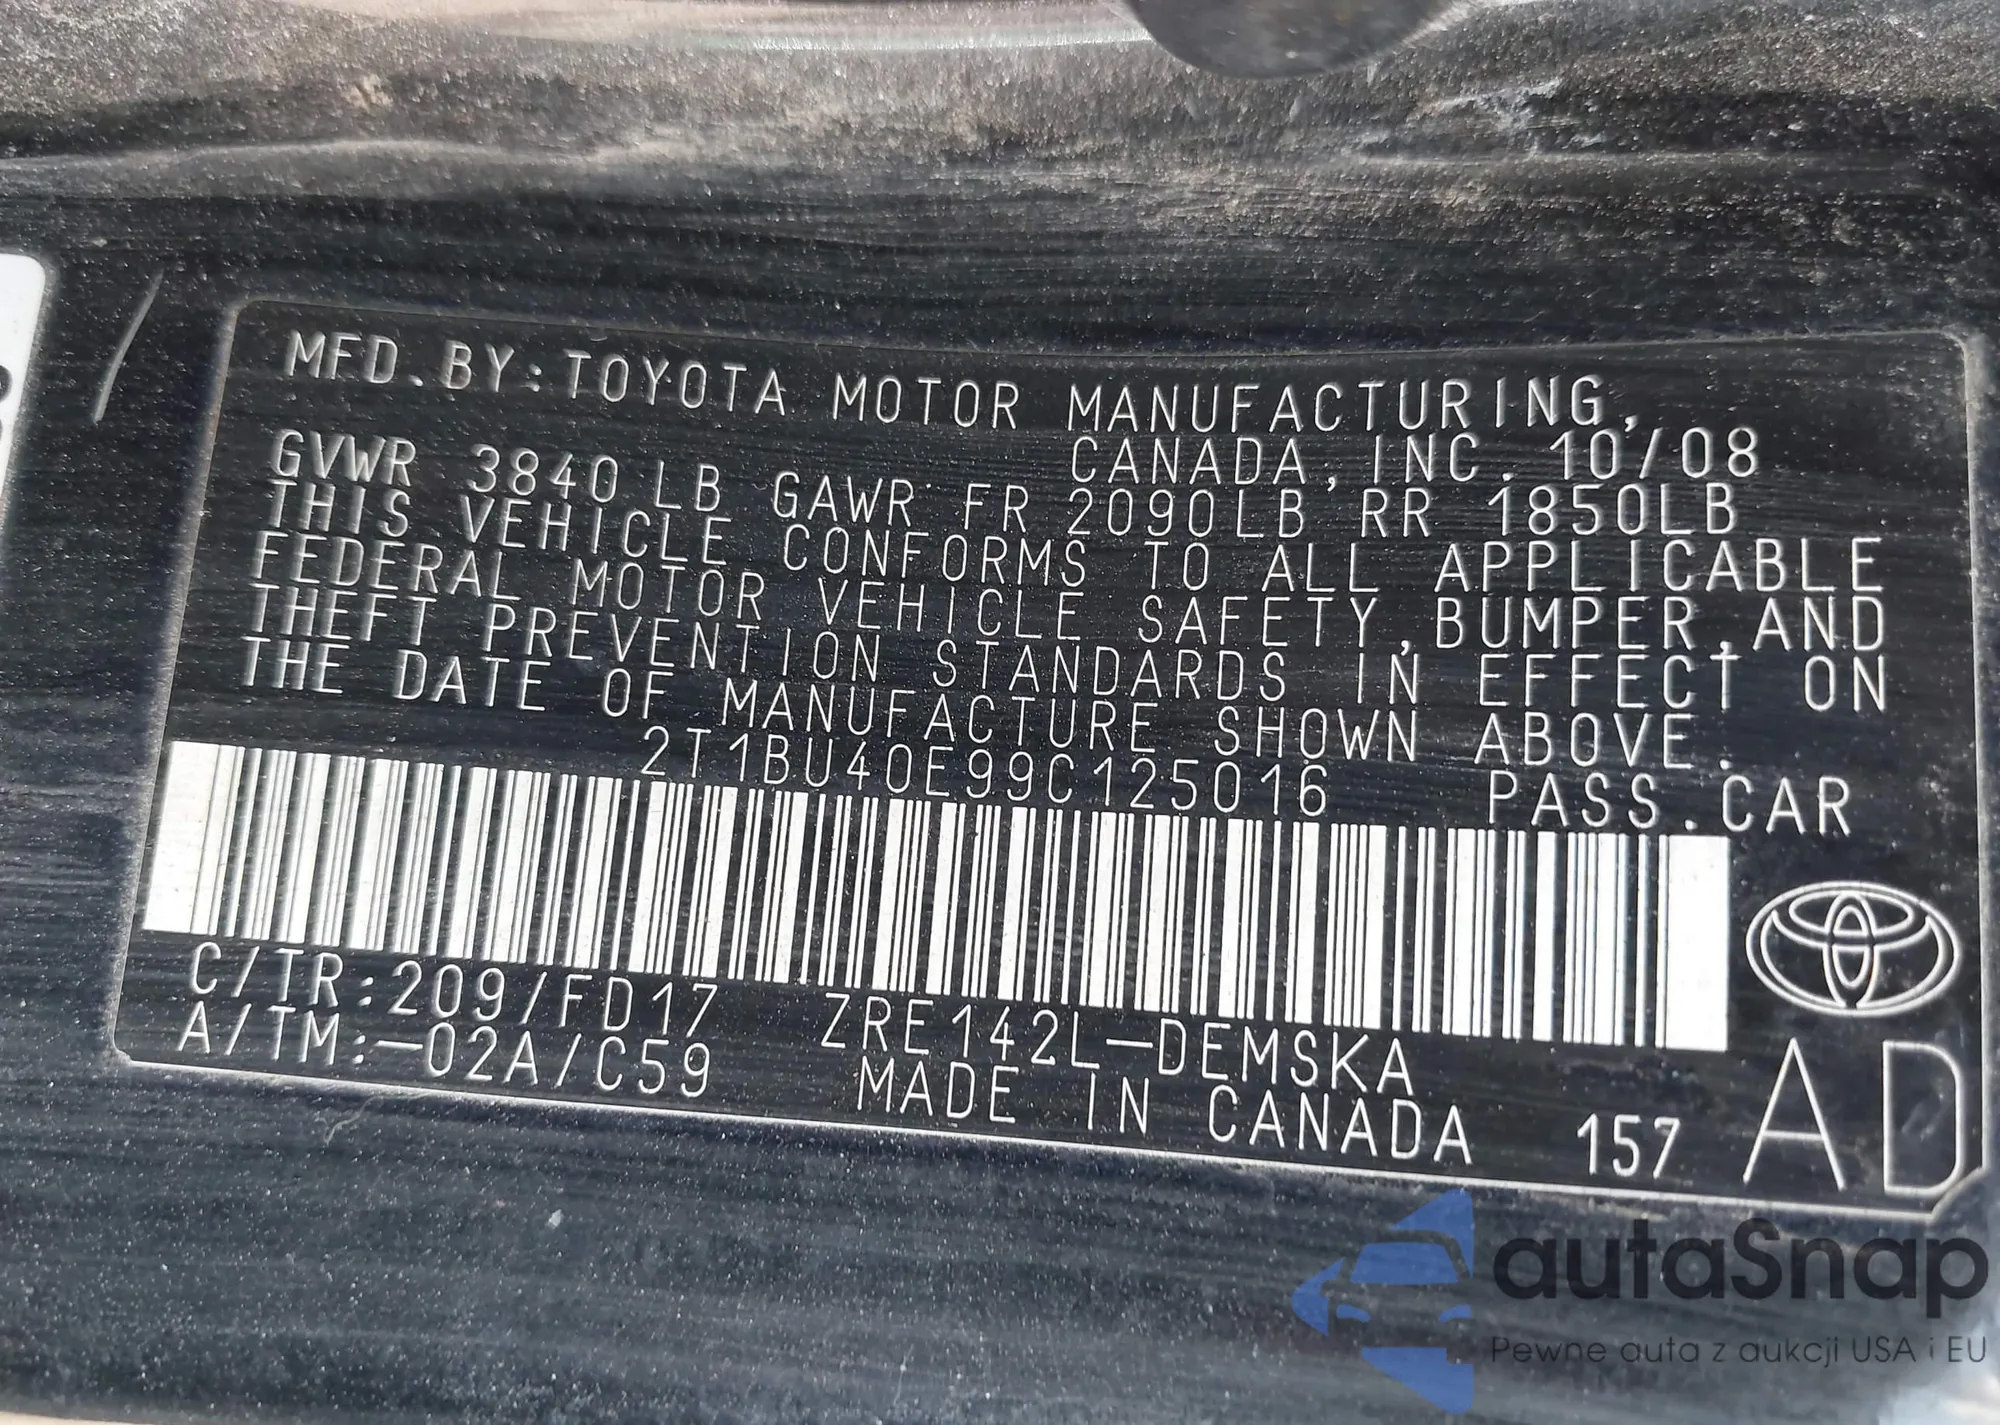 MFD. BY: TOYOTA MOTOR MANUFACTURING,
CANADA, INC. 10/08
GVWR 3840 LB GAWR FR 2090LB RR 1850LB
THIS VEHICLE CONFORMS TO ALL APPLICABLE
FEDERAL MOTOR VEHICLE SAFETY, BUMPER, AND
THEFT PREVENTION STANDARDS IN EFFECT ON
THE DATE OF MANUFACTURE SHOWN ABOVE.
2T1BU40E99C125016 PASS. CAR
C/TR: 209/FD17 ZRE142L-DEMSKA
A/TM: -02A/C59 MADE IN CANADA 157 AD
autaSnap
Pewne auta z aukcji USA i EU